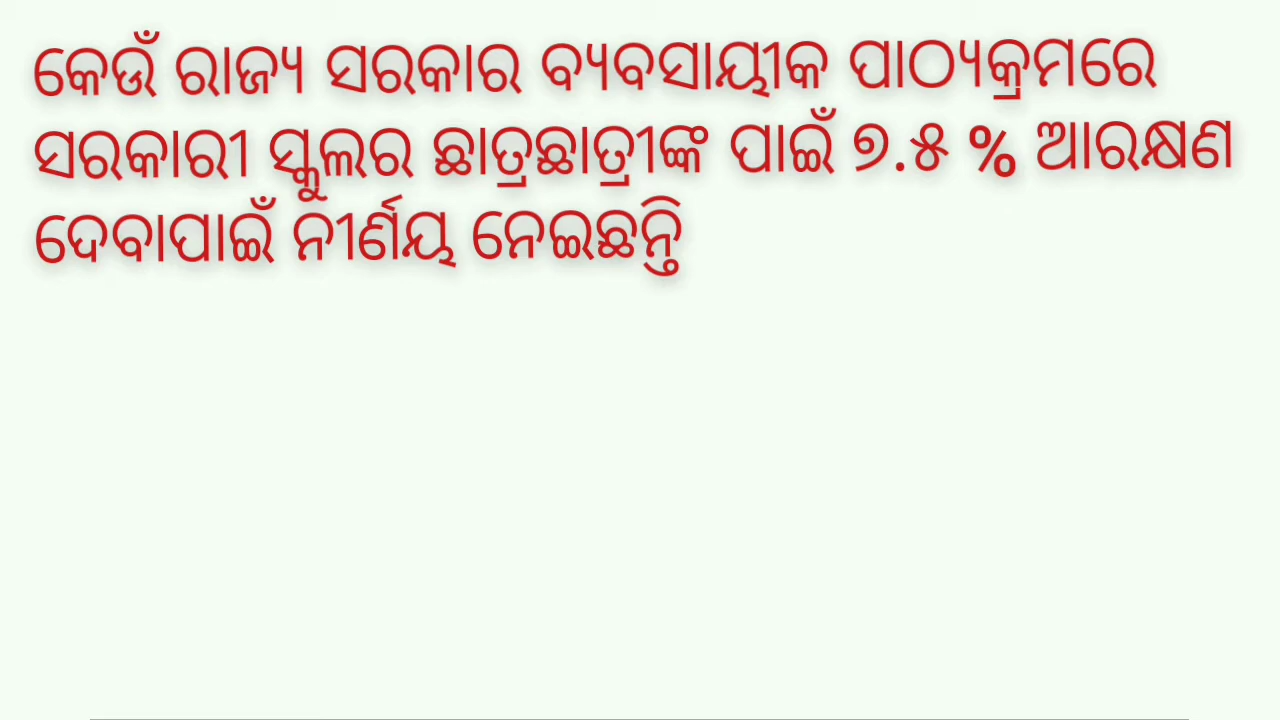 କେଉଁ ରାଜ୍ୟ ସରକାର ବ୍ୟବସାୟୀକ ପାଠ୍ୟକ୍ରମରେ
ସରକାରୀ ସ୍କୁଲର ଛାତ୍ରଛାତ୍ରୀଙ୍କ ପାଇଁ ୭.୫ % ଆରକ୍ଷଣ
ଦେବାପାଇଁ ନୀର୍ଣୟ ନେଇଛନ୍ତି